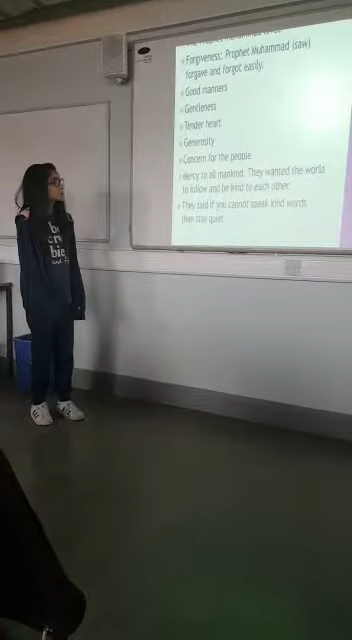 Forgiveness: Prophet Muhammad (saw)
forgave and forgot easily.
Good manners
Gentleness
Tender heart
Generosity
Concern for the people
Mercy to all mankind. They wanted the world
to follow and be kind to each other.
They said if you cannot speak kind words
then stay quiet